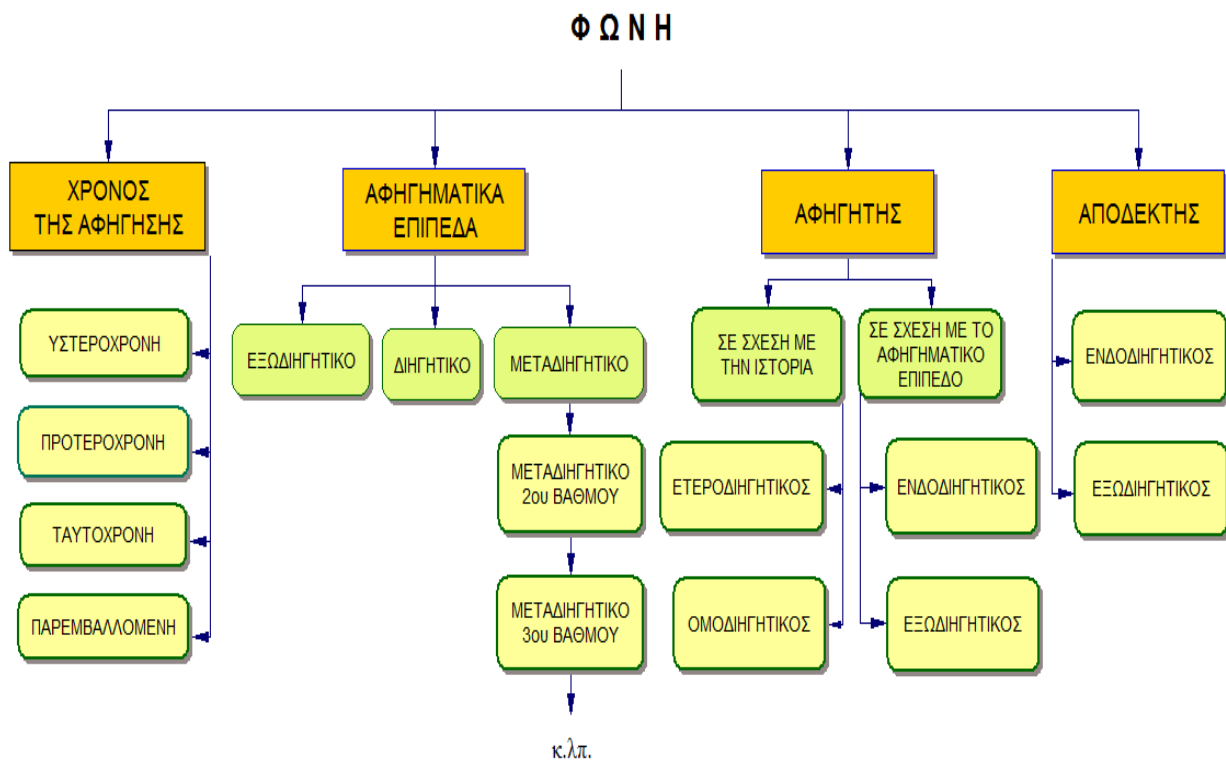 Φ Ω Ν Η
ΧΡΟΝΟΣ
ΤΗΣ ΑΦΗΓΗΣΗΣ
ΥΣΤΕΡΟΧΡΟΝΗ
ΠΡΟΤΕΡΟΧΡΟΝΗ
ΤΑΥΤΟΧΡΟΝΗ
ΠΑΡΕΜΒΑΛΛΟΜΕΝΗ
ΑΦΗΓΗΜΑΤΙΚΑ
ΕΠΙΠΕΔΑ
ΕΞΩΔΙΗΓΗΤΙΚΟ
ΔΙΗΓΗΤΙΚΟ
ΜΕΤΑΔΙΗΓΗΤΙΚΟ
ΜΕΤΑΔΙΗΓΗΤΙΚΟ
2ου ΒΑΘΜΟΥ
ΜΕΤΑΔΙΗΓΗΤΙΚΟ
3ου ΒΑΘΜΟΥ
κ.λπ.
ΑΦΗΓΗΤΗΣ
ΣΕ ΣΧΕΣΗ ΜΕ
ΤΗΝ ΙΣΤΟΡΙΑ
ΕΤΕΡΟΔΙΗΓΗΤΙΚΟΣ
ΟΜΟΔΙΗΓΗΤΙΚΟΣ
ΣΕ ΣΧΕΣΗ ΜΕ ΤΟ
ΑΦΗΓΗΜΑΤΙΚΟ
ΕΠΙΠΕΔΟ
ΕΝΔΟΔΙΗΓΗΤΙΚΟΣ
ΕΞΩΔΙΗΓΗΤΙΚΟΣ
ΑΠΟΔΕΚΤΗΣ
ΕΝΔΟΔΙΗΓΗΤΙΚΟΣ
ΕΞΩΔΙΗΓΗΤΙΚΟΣ